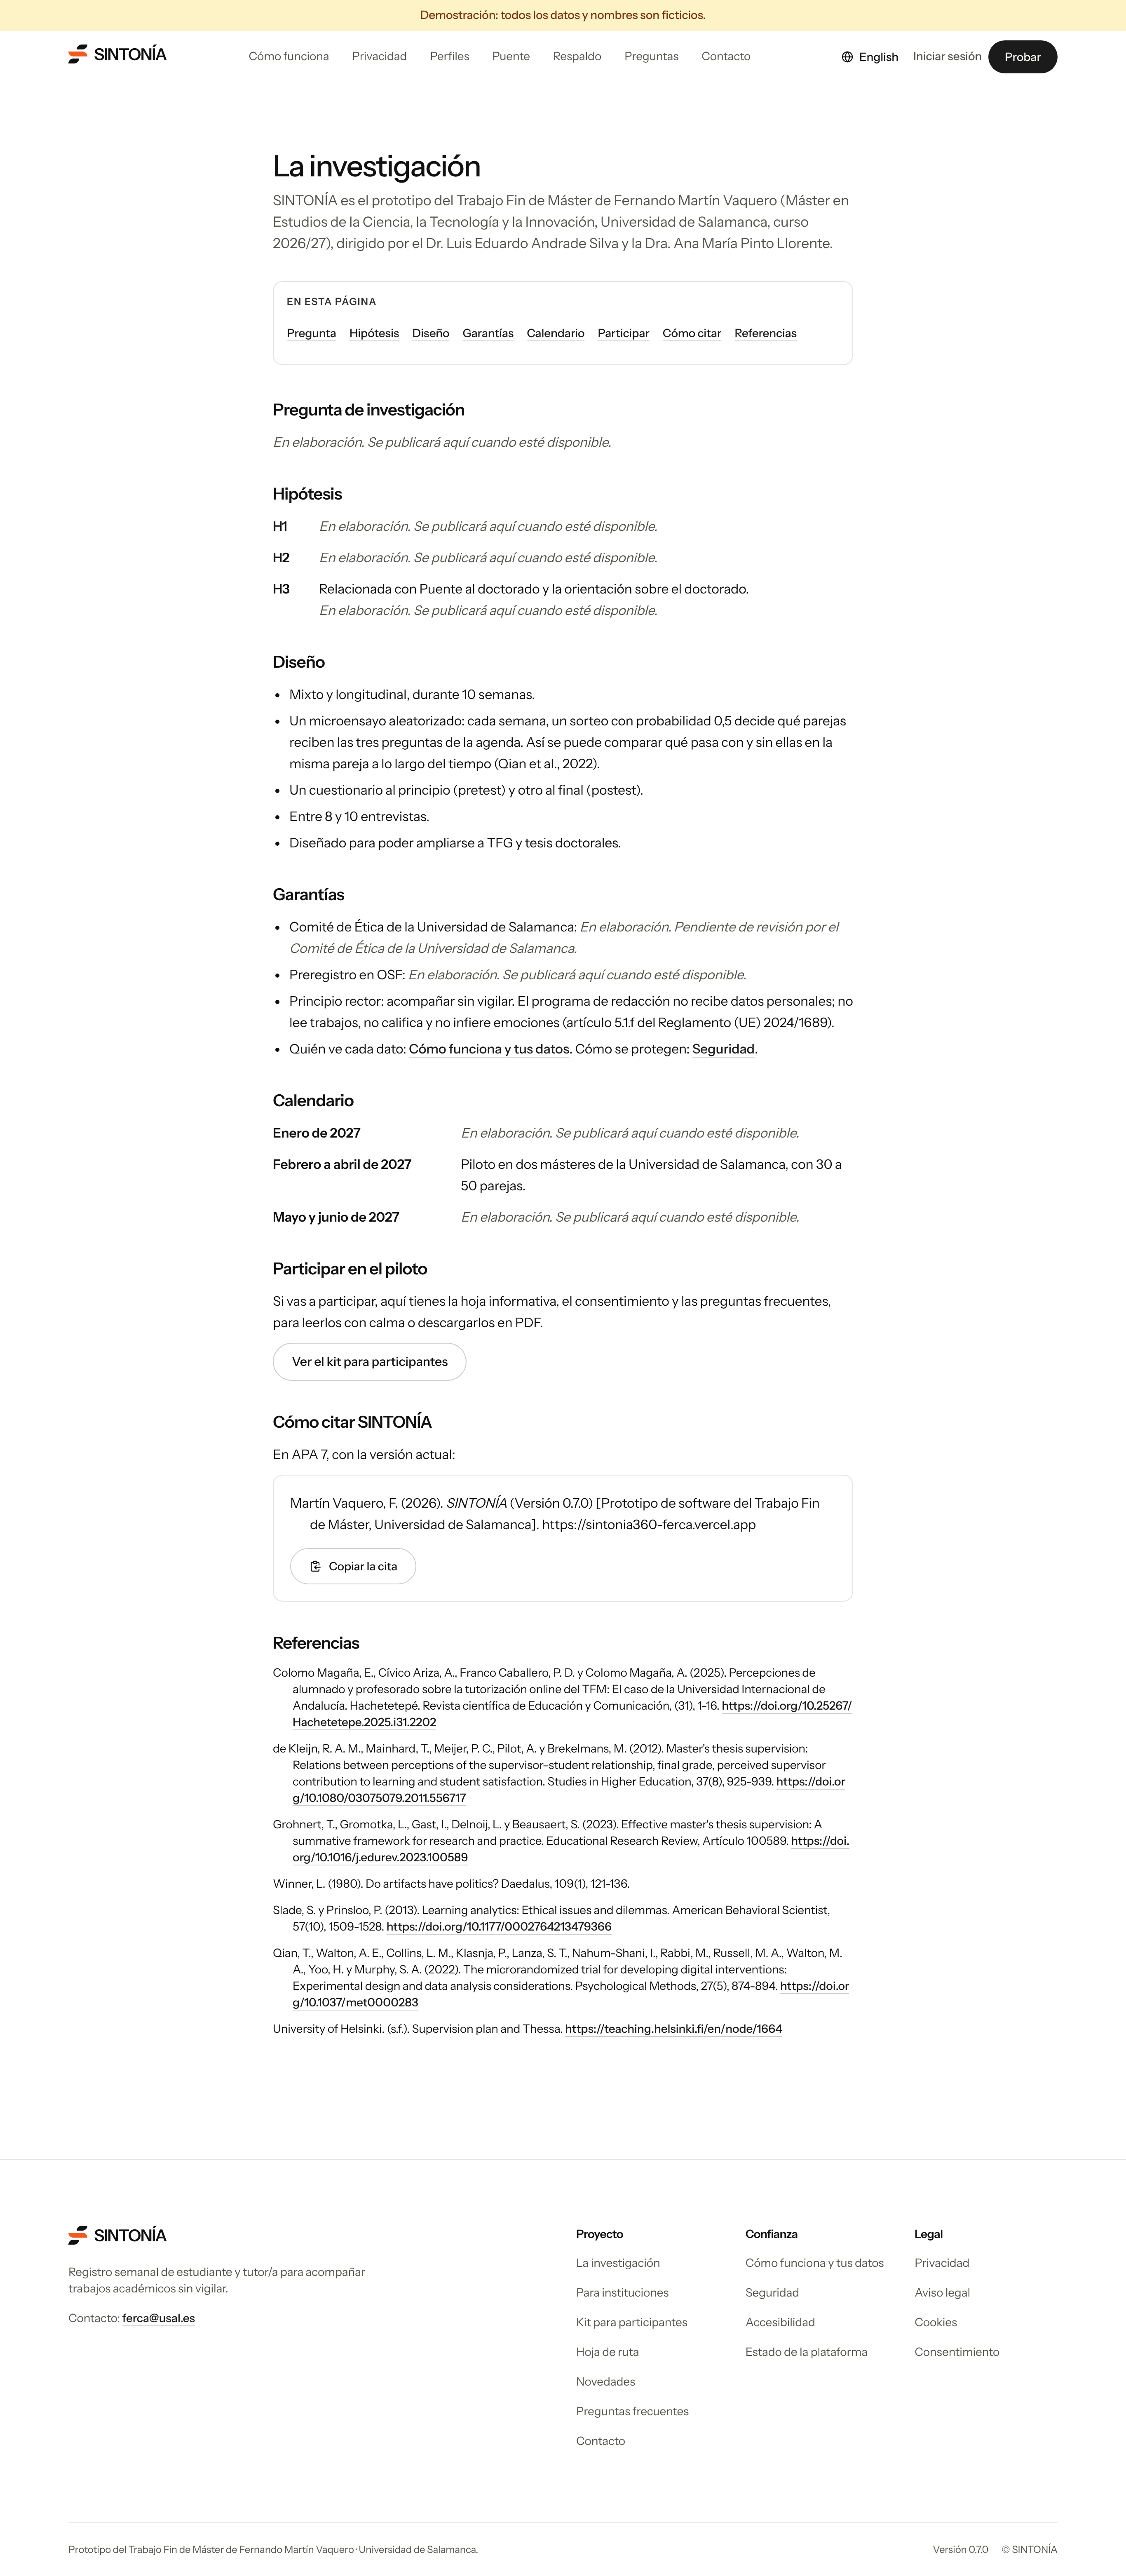 Demostración: todos los datos y nombres son ficticios.
SINTONÍA
Cómo funciona
Privacidad
Perfiles
Puente
Respaldo
Preguntas
Contacto
English
Iniciar sesión
Probar
La investigación
SINTONÍA es el prototipo del Trabajo Fin de Máster de Fernando Martín Vaquero (Máster en
Estudios de la Ciencia, la Tecnología y la Innovación, Universidad de Salamanca, curso
2026/27), dirigido por el Dr. Luis Eduardo Andrade Silva y la Dra. Ana María Pinto Llorente.
EN ESTA PÁGINA
Pregunta Hipótesis Diseño Garantías Calendario Participar Cómo citar Referencias
Pregunta de investigación
En elaboración. Se publicará aquí cuando esté disponible.
Hipótesis
H1 En elaboración. Se publicará aquí cuando esté disponible.
H2 En elaboración. Se publicará aquí cuando esté disponible.
H3 Relacionada con Puente al doctorado y la orientación sobre el doctorado.
En elaboración. Se publicará aquí cuando esté disponible.
Diseño
• Mixto y longitudinal, durante 10 semanas.
• Un microensayo aleatorizado: cada semana, un sorteo con probabilidad 0,5 decide qué parejas
reciben las tres preguntas de la agenda. Así se puede comparar qué pasa con y sin ellas en la
misma pareja a lo largo del tiempo (Qian et al., 2022).
• Un cuestionario al principio (pretest) y otro al final (postest).
• Entre 8 y 10 entrevistas.
• Diseñado para poder ampliarse a TFG y tesis doctorales.
Garantías
• Comité de Ética de la Universidad de Salamanca: En elaboración. Pendiente de revisión por el
Comité de Ética de la Universidad de Salamanca.
• Preregistro en OSF: En elaboración. Se publicará aquí cuando esté disponible.
• Principio rector: acompañar sin vigilar. El programa de redacción no recibe datos personales; no
lee trabajos, no califica y no infiere emociones (artículo 5.1.f del Reglamento (UE) 2024/1689).
• Quién ve cada dato: Cómo funciona y tus datos. Cómo se protegen: Seguridad.
Calendario
Enero de 2027 En elaboración. Se publicará aquí cuando esté disponible.
Febrero a abril de 2027 Piloto en dos másteres de la Universidad de Salamanca, con 30 a
50 parejas.
Mayo y junio de 2027 En elaboración. Se publicará aquí cuando esté disponible.
Participar en el piloto
Si vas a participar, aquí tienes la hoja informativa, el consentimiento y las preguntas frecuentes,
para leerlos con calma o descargarlos en PDF.
Ver el kit para participantes
Cómo citar SINTONÍA
En APA 7, con la versión actual:
Martín Vaquero, F. (2026). SINTONÍA (Versión 0.7.0) [Prototipo de software del Trabajo Fin
de Máster, Universidad de Salamanca]. https://sintonia360-ferca.vercel.app
Copiar la cita
Referencias
Colomo Magaña, E., Cívico Ariza, A., Franco Caballero, P. D. y Colomo Magaña, A. (2025). Percepciones de
alumnado y profesorado sobre la tutorización online del TFM: El caso de la Universidad Internacional de
Andalucía. Hachetetepé. Revista científica de Educación y Comunicación, (31), 1-16. https://doi.org/10.25267/
Hachetetepe.2025.i31.2202
de Kleijn, R. A. M., Mainhard, T., Meijer, P. C., Pilot, A. y Brekelmans, M. (2012). Master's thesis supervision:
Relations between perceptions of the supervisor–student relationship, final grade, perceived supervisor
contribution to learning and student satisfaction. Studies in Higher Education, 37(8), 925-939. https://doi.or
g/10.1080/03075079.2011.556717
Grohnert, T., Gromotka, L., Gast, I., Delnoij, L. y Beausaert, S. (2023). Effective master's thesis supervision: A
summative framework for research and practice. Educational Research Review, Artículo 100589. https://doi.
org/10.1016/j.edurev.2023.100589
Winner, L. (1980). Do artifacts have politics? Daedalus, 109(1), 121-136.
Slade, S. y Prinsloo, P. (2013). Learning analytics: Ethical issues and dilemmas. American Behavioral Scientist,
57(10), 1509-1528. https://doi.org/10.1177/0002764213479366
Qian, T., Walton, A. E., Collins, L. M., Klasnja, P., Lanza, S. T., Nahum-Shani, I., Rabbi, M., Russell, M. A., Walton, M.
A., Yoo, H. y Murphy, S. A. (2022). The microrandomized trial for developing digital interventions:
Experimental design and data analysis considerations. Psychological Methods, 27(5), 874-894. https://doi.or
g/10.1037/met0000283
University of Helsinki. (s.f.). Supervision plan and Thessa. https://teaching.helsinki.fi/en/node/1664
SINTONÍA
Registro semanal de estudiante y tutor/a para acompañar
trabajos académicos sin vigilar.
Contacto: ferca@usal.es
Proyecto
La investigación
Para instituciones
Kit para participantes
Hoja de ruta
Novedades
Preguntas frecuentes
Contacto
Confianza
Cómo funciona y tus datos
Seguridad
Accesibilidad
Estado de la plataforma
Legal
Privacidad
Aviso legal
Cookies
Consentimiento
Prototipo del Trabajo Fin de Máster de Fernando Martín Vaquero · Universidad de Salamanca.
Versión 0.7.0
© SINTONÍA